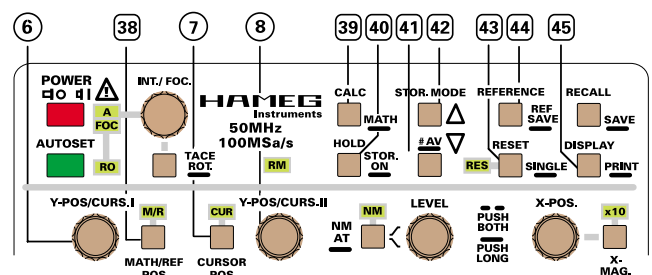 6 38 7 8 39 40 41 42 43 44 45
POWER
INT./ FOC.
A
FOC
AUTOSET
RO
TACE
ROT.
HAMEG
Instruments
50MHz
100MSa/s
RM
CALC
MATH
STOR. MODE
REFERENCE
REF
SAVE
RECALL
SAVE
HOLD
STOR.
ON
#AV
RES
RESET
SINGLE
DISPLAY
PRINT
Y-POS/CURS.I
M/R
MATH/REF
POS.
CUR
CURSOR
POS.
Y-POS/CURS.II
NM
AT
NM
LEVEL
PUSH
BOTH
PUSH
LONG
X-POS.
x10
X-
MAG.